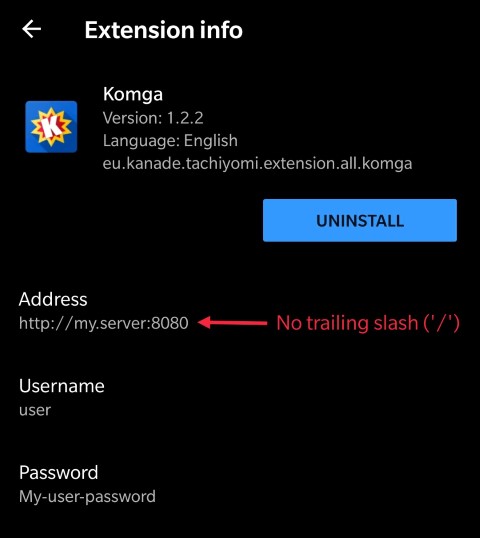 Extension info
K
Komga
Version: 1.2.2
Language: English
eu.kanade.tachiyomi.extension.all.komga
UNINSTALL
Address
http://my.server:8080
No trailing slash ('/')
Username
user
Password
My-user-password